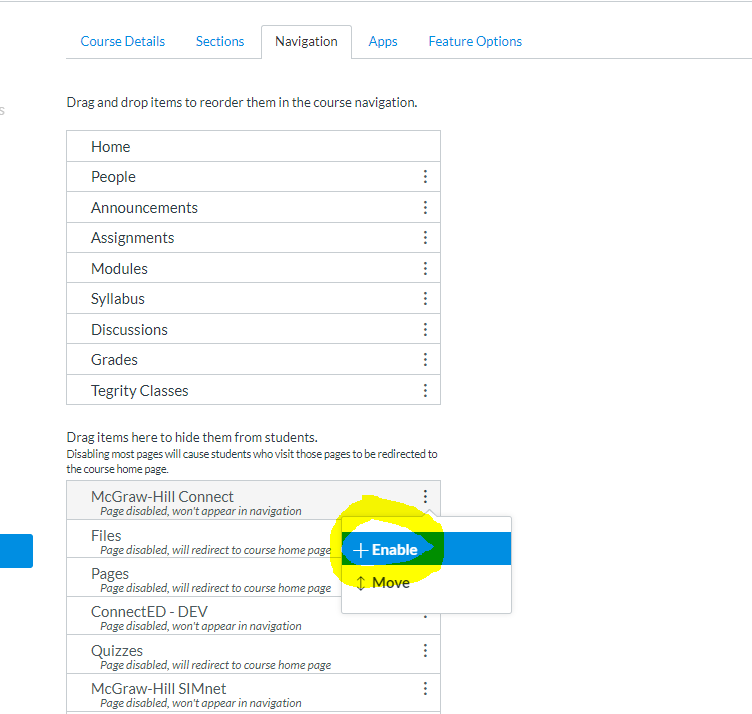 Course Details Sections Navigation Apps Feature Options
s
Drag and drop items to reorder them in the course navigation.
Home
People
Announcements
Assignments
Modules
Syllabus
Discussions
Grades
Tegrity Classes
Drag items here to hide them from students.
Disabling most pages will cause students who visit those pages to be redirected to
the course home page.
McGraw-Hill Connect
Page disabled, won't appear in navigation
Files
Page disabled, will redirect to course home page
Enable
Pages
Page disabled, will redirect to course home page
Move
ConnectED - DEV
Page disabled, won't appear in navigation
Quizzes
Page disabled, will redirect to course home page
McGraw-Hill SIMnet
Page disabled, won't appear in navigation